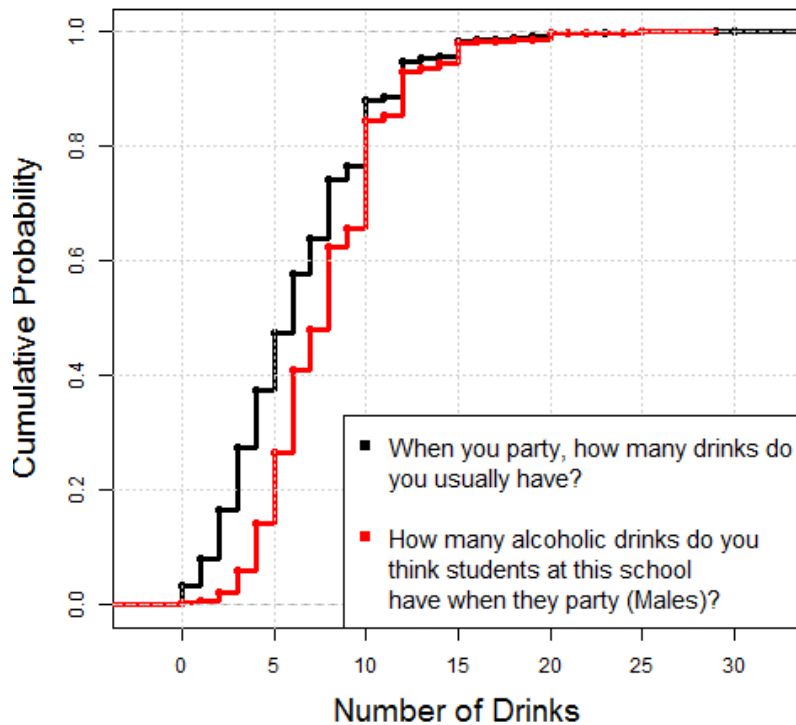 1.0
0.8
0.6
0.4
0.2
0.0
Cumulative Probability
When you party, how many drinks do
you usually have?
How many alcoholic drinks do you
think students at this school
have when they party (Males)?
0 5 10 15 20 25 30
Number of Drinks